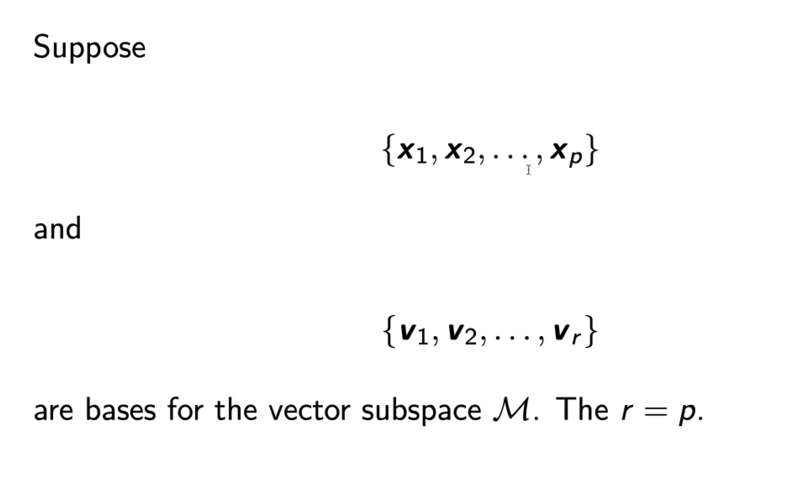 Suppose
{x₁, x₂, . . . , xₚ}
and
{v₁, v₂, . . . , vᵣ}
are bases for the vector subspace ℳ. The r = p.